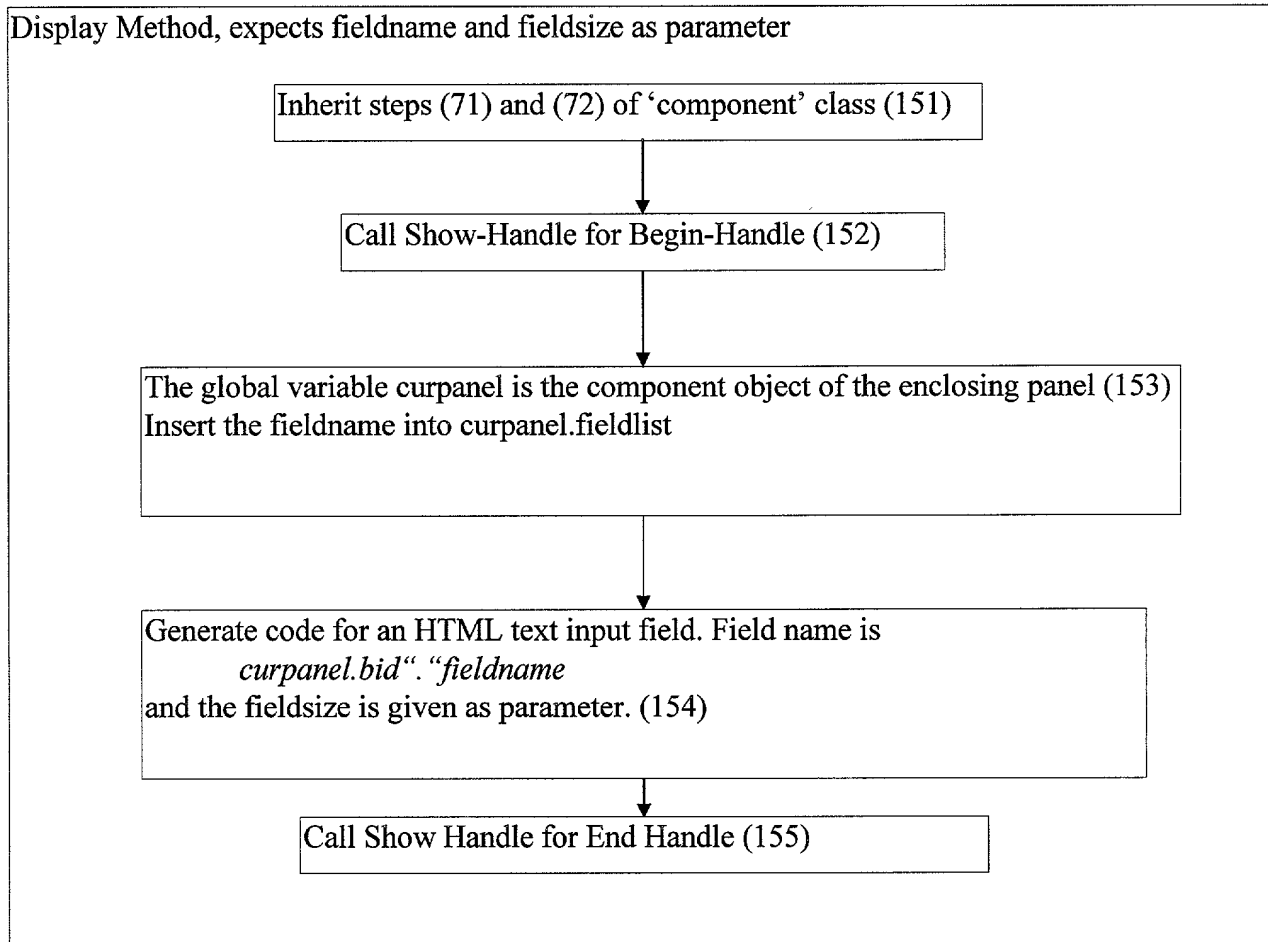 Display Method, expects fieldname and fieldsize as parameter
Inherit steps (71) and (72) of ‘component’ class (151)
Call Show-Handle for Begin-Handle (152)
The global variable curpanel is the component object of the enclosing panel (153)
Insert the fieldname into curpanel.fieldlist
Generate code for an HTML text input field. Field name is
curpanel.bid“. “fieldname
and the fieldsize is given as parameter. (154)
Call Show Handle for End Handle (155)